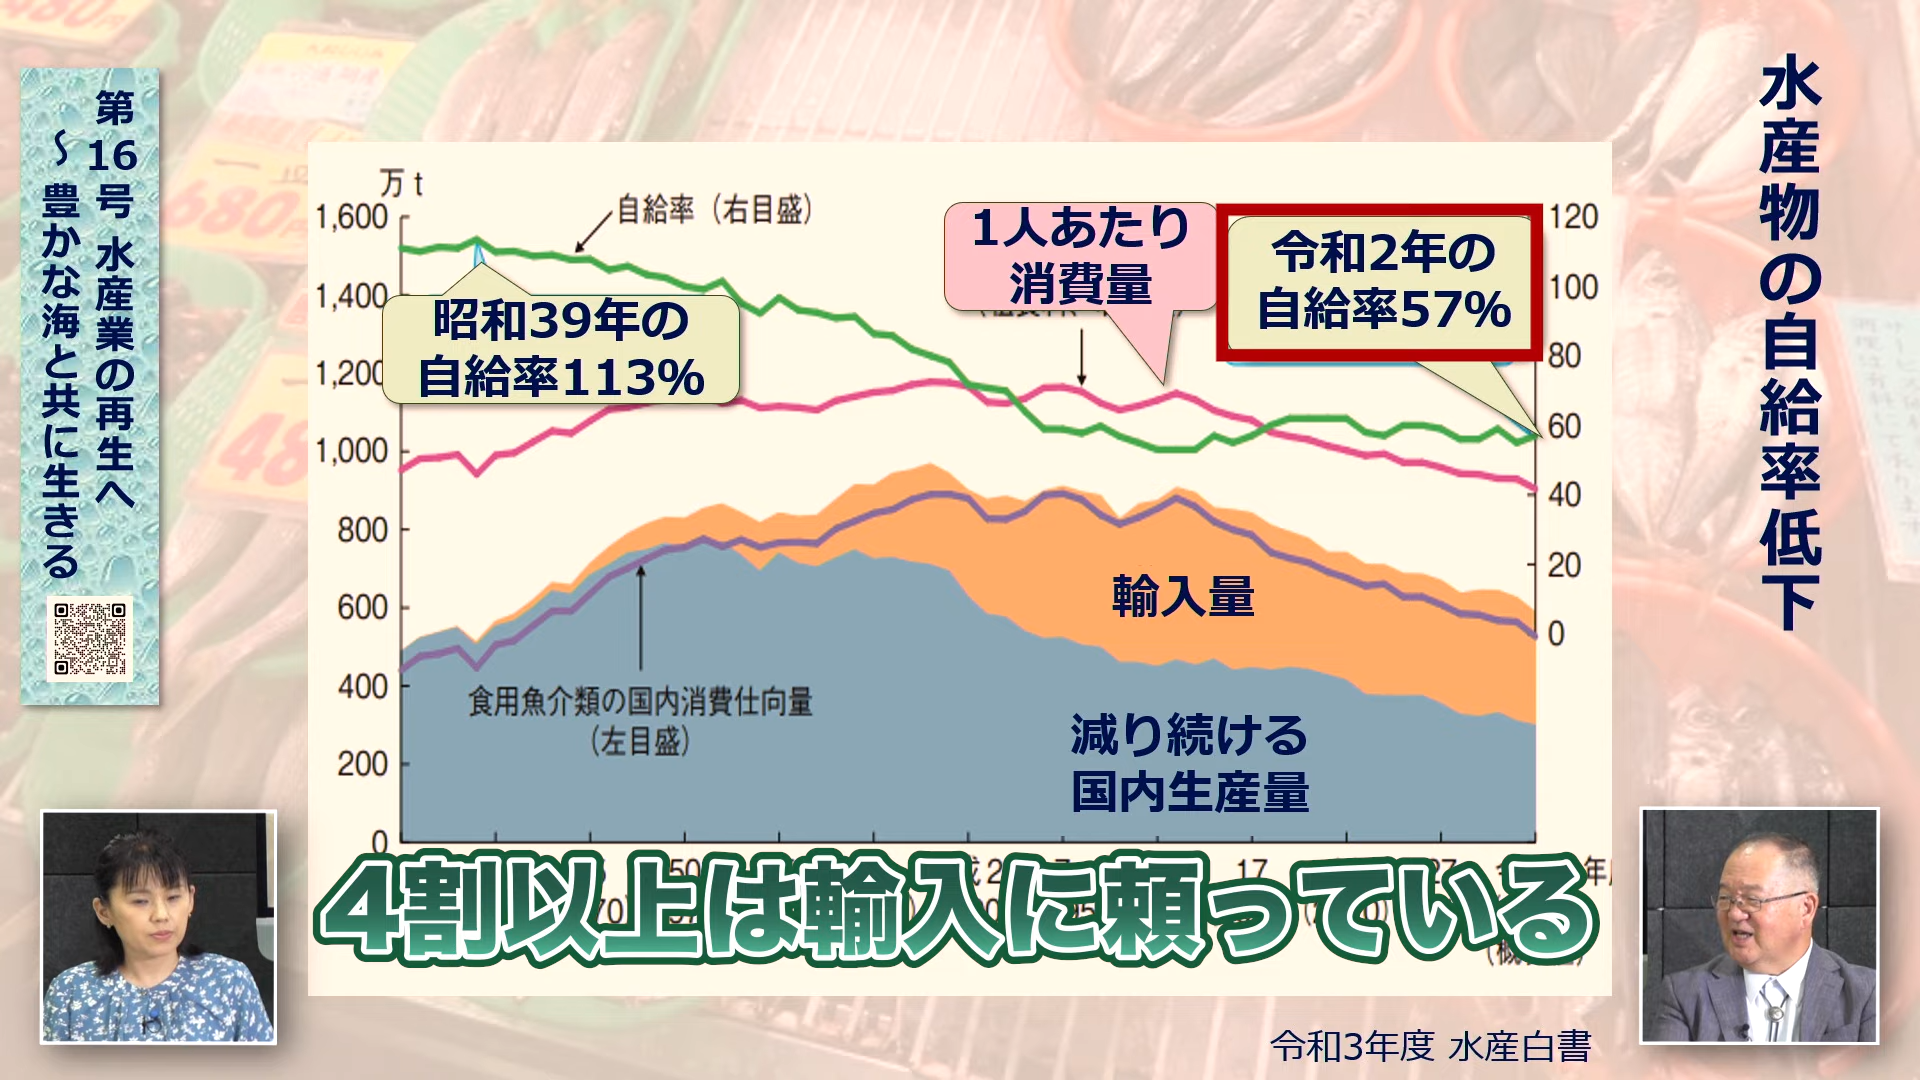 水産物の自給率低下
第16号 水産業の再生へ
～ 豊かな海と共に生きる
万t
自給率（右目盛）
1人あたり
消費量
令和2年の
自給率57%
昭和39年の
自給率113%
1,600
1,400
1,200
1,000
800
600
400
200
0
120
100
80
60
40
20
0
輸入量
食用魚介類の国内消費仕向量
（左目盛）
減り続ける
国内生産量
50
17
27
4割以上は輸入に頼っている
令和3年度 水産白書